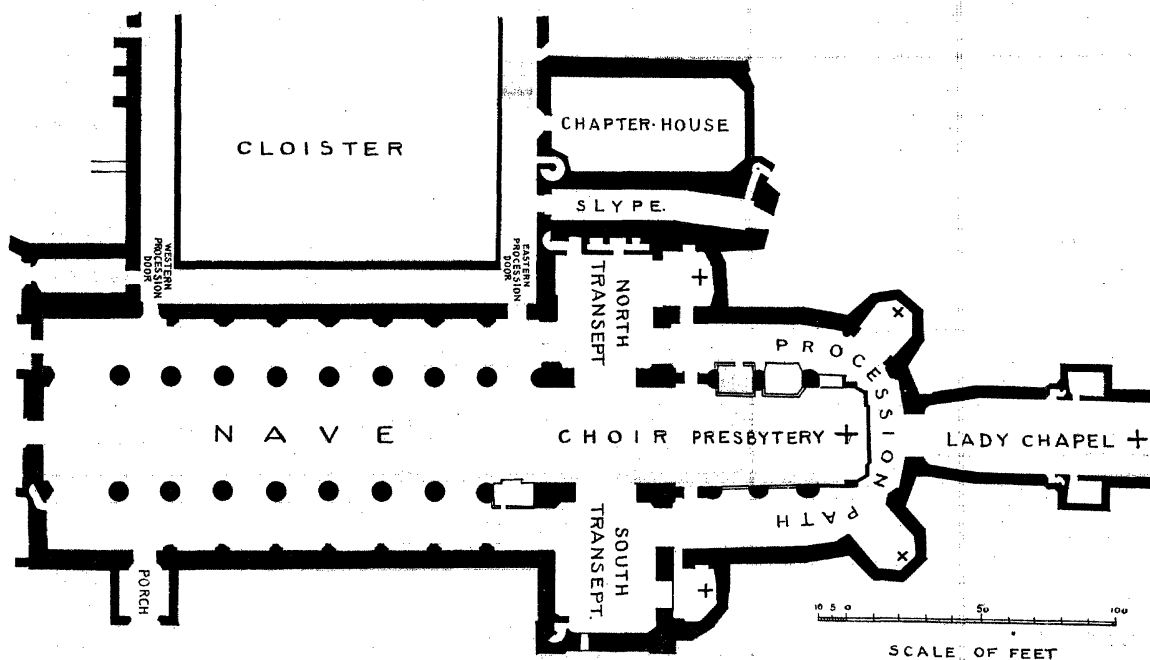 CLOISTER
CHAPTER-HOUSE
SLYPE.
WESTERN
PROCESSION
DOOR
EASTERN
PROCESSION
DOOR
NORTH
TRANSEPT
PROCESSION
NAVE
CHOIR PRESBYTERY
LADY CHAPEL
PATH
SOUTH
TRANSEPT.
PORCH
10 5 0 50 100
SCALE OF FEET